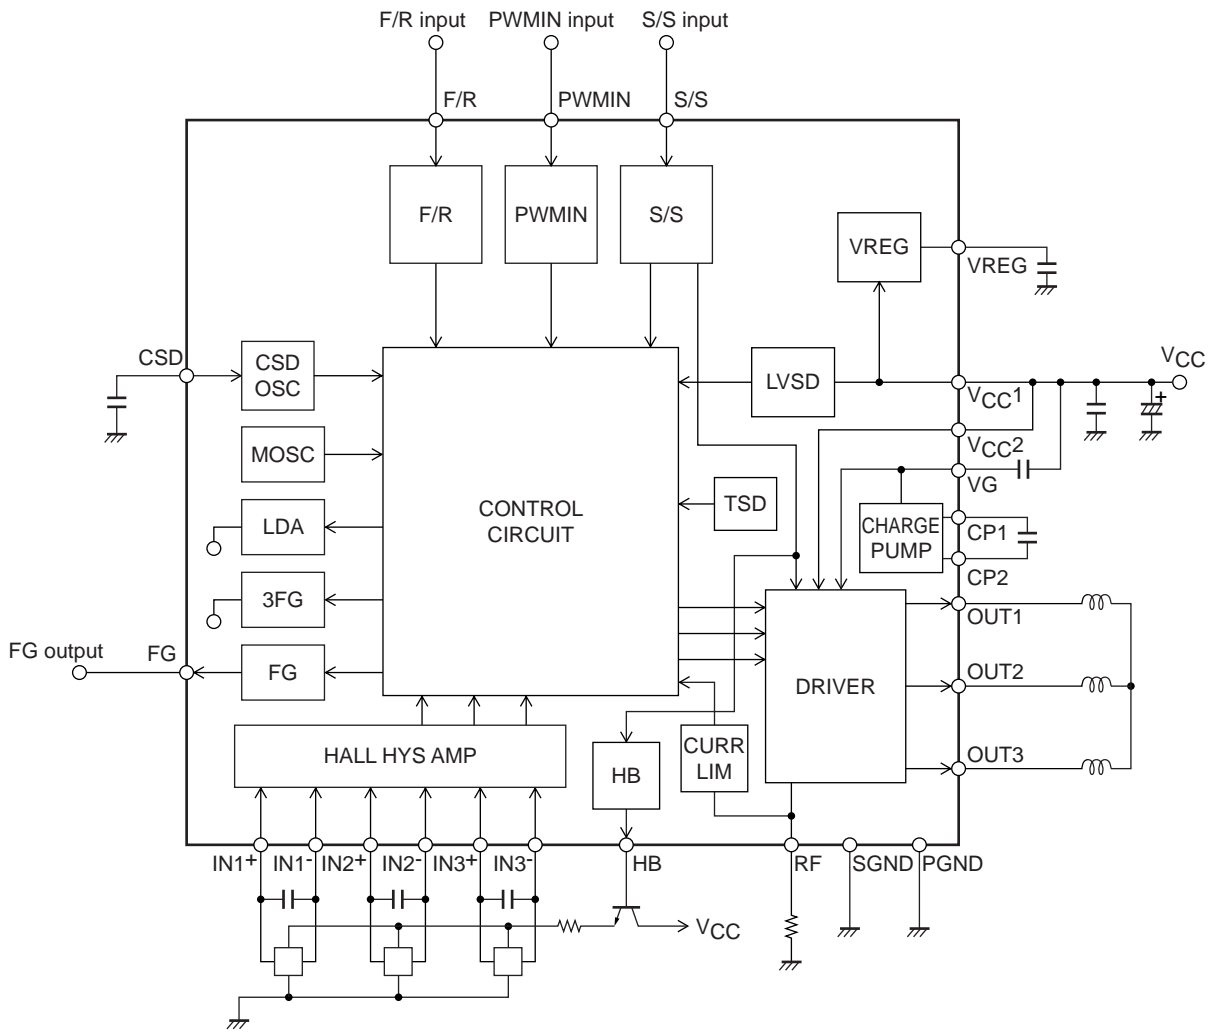 F/R input
PWMIN input
S/S input
F/R
PWMIN
S/S
F/R
PWMIN
S/S
VREG
VREG
CSD
CSD
OSC
LVSD
VCC
VCC1
VCC2
MOSC
VG
TSD
CONTROL
CIRCUIT
LDA
CHARGE
PUMP
CP1
CP2
3FG
OUT1
FG output
FG
FG
DRIVER
OUT2
HALL HYS AMP
HB
CURR
LIM
OUT3
IN1+
IN1-
IN2+
IN2-
IN3+
IN3-
HB
RF
SGND
PGND
VCC
+